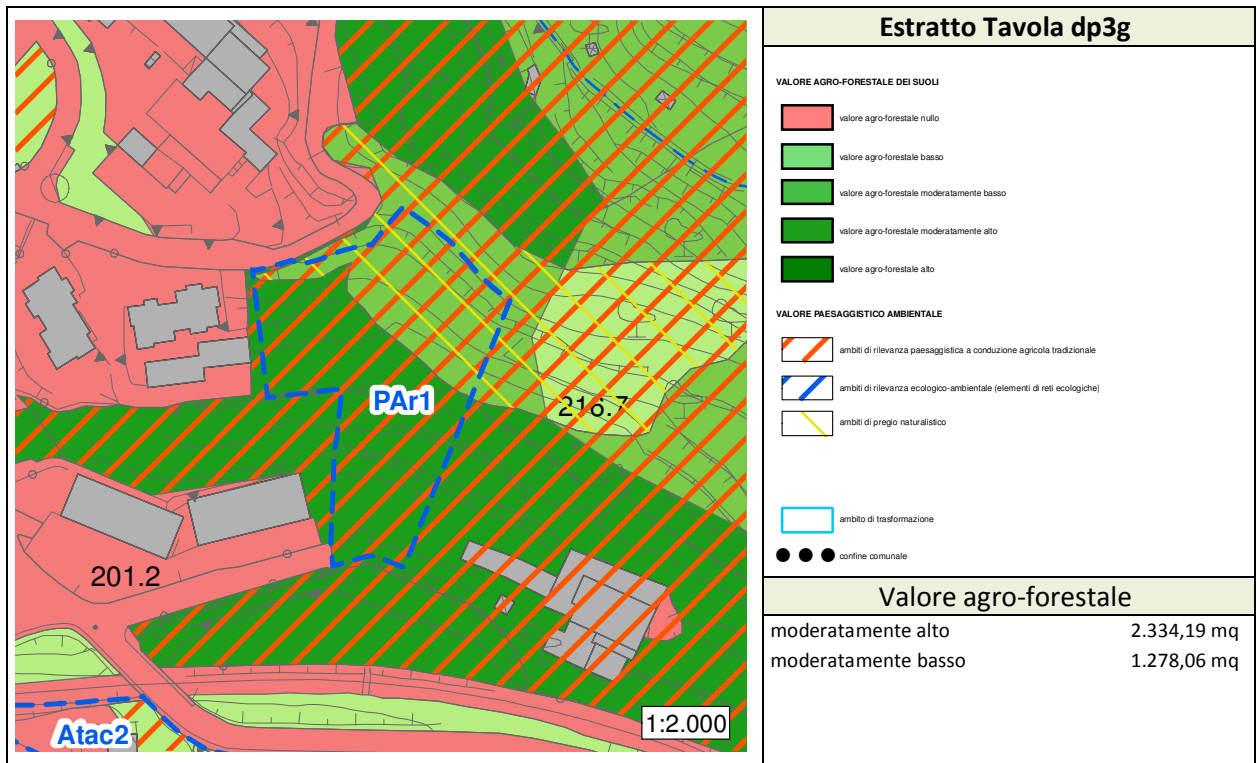 PAr1
216.7
201.2
Atac2
1:2.000
Estratto Tavola dp3g
VALORE AGRO-FORESTALE DEI SUOLI
valore agro-forestale nullo
valore agro-forestale basso
valore agro-forestale moderatamente basso
valore agro-forestale moderatamente alto
valore agro-forestale alto
VALORE PAESAGGISTICO AMBIENTALE
ambiti di rilevanza paesaggistica a conduzione agricola tradizionale
ambiti di rilevanza ecologico-ambientale (elementi di reti ecologiche)
ambiti di pregio naturalistico
ambito di trasformazione
confine comunale
Valore agro-forestale
moderatamente alto 2.334,19 mq
moderatamente basso 1.278,06 mq